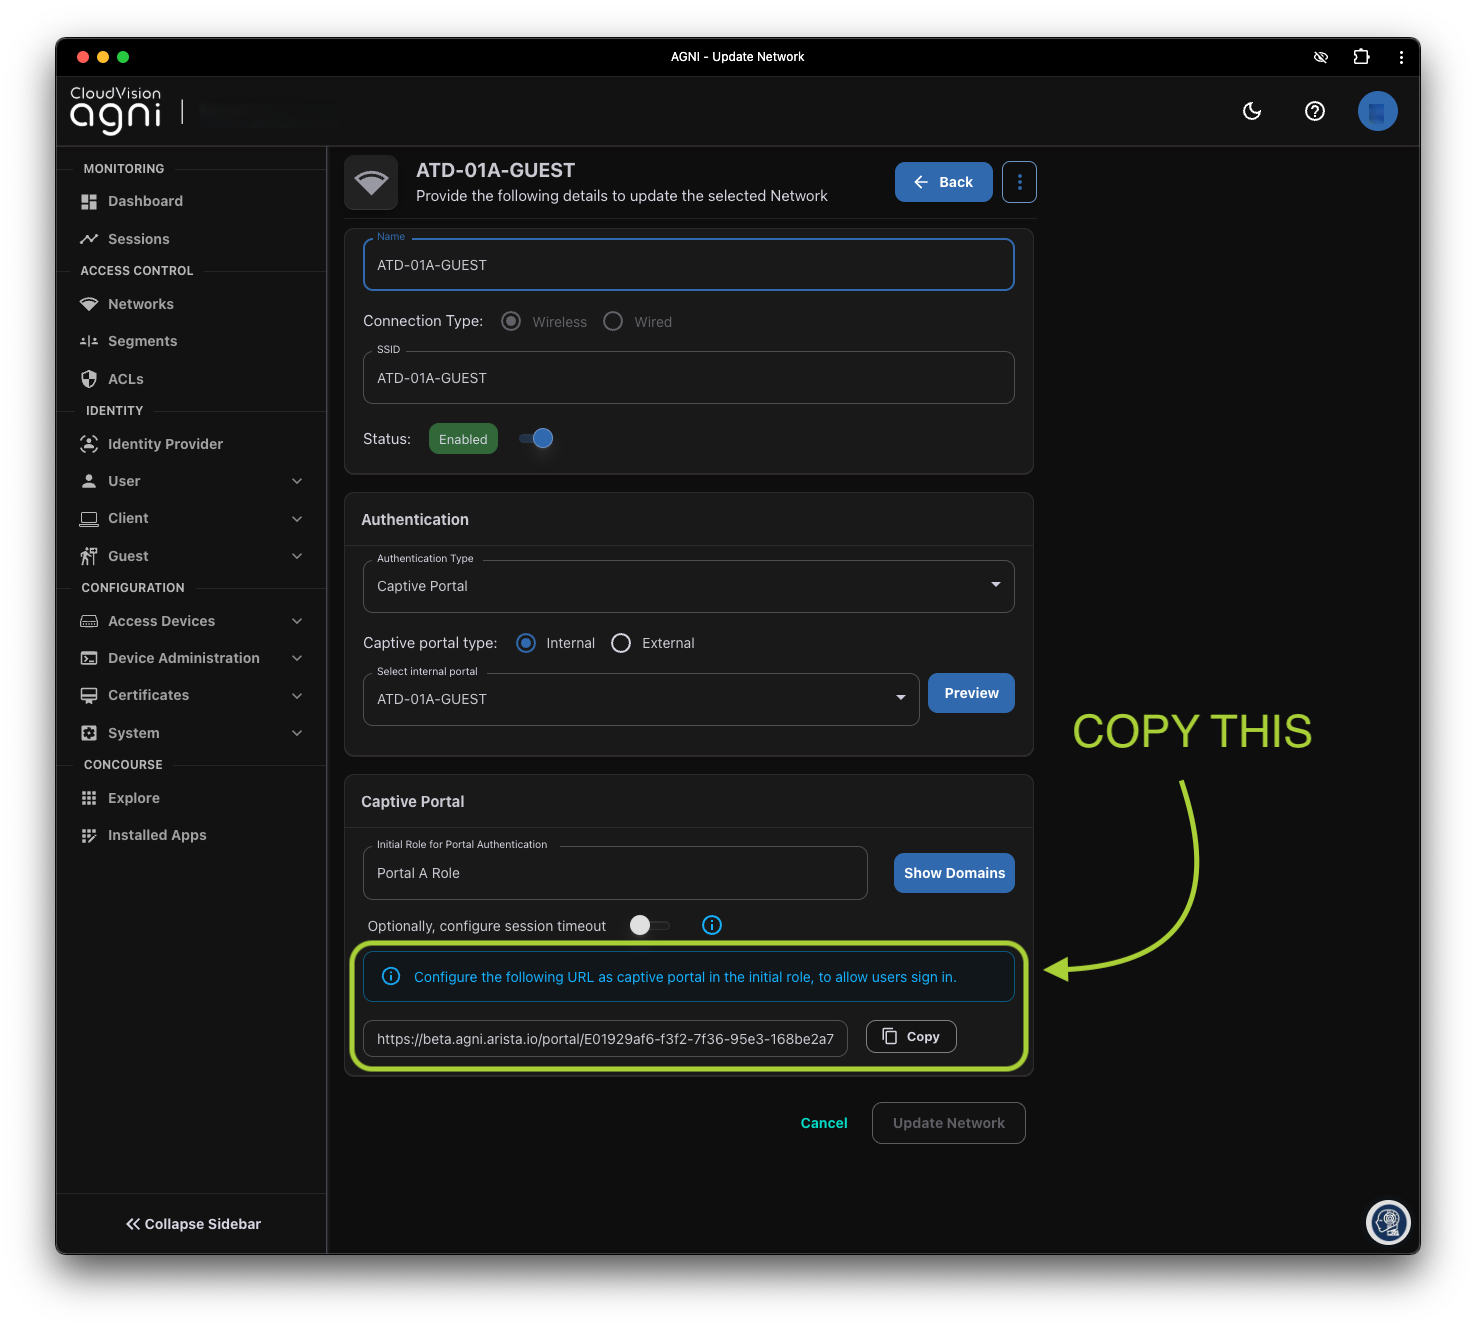 AGNI - Update Network
CloudVision
agni
MONITORING
Dashboard
Sessions
ACCESS CONTROL
Networks
Segments
ACLs
IDENTITY
Identity Provider
User
Client
Guest
CONFIGURATION
Access Devices
Device Administration
Certificates
System
CONCOURSE
Explore
Installed Apps
Collapse Sidebar
ATD-01A-GUEST
Provide the following details to update the selected Network
Back
Name
ATD-01A-GUEST
Connection Type: Wireless Wired
SSID
ATD-01A-GUEST
Status: Enabled
Authentication
Authentication Type
Captive Portal
Captive portal type: Internal External
Select internal portal
ATD-01A-GUEST
Preview
Captive Portal
Initial Role for Portal Authentication
Portal A Role
Show Domains
Optionally, configure session timeout
Configure the following URL as captive portal in the initial role, to allow users sign in.
https://beta.agni.arista.io/portal/E01929af6-f3f2-7f36-95e3-168be2a7
Copy
Cancel
Update Network
COPY THIS